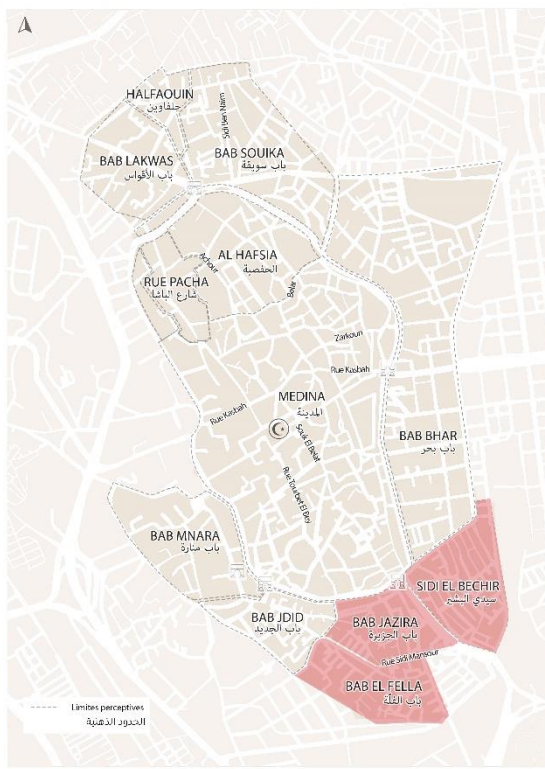 HALFAOUIN
حلفاوين
Sidi Ben Naim
BAB LAKWAS
باب الأقواس
BAB SOUIKA
باب سويقة
AL HAFSIA
الحفصية
Achour
RUE PACHA
شارع الباشا
Belar
Zarkoun
Rue Kasbah
MEDINA
المدينة
Rue Kasbah
Souk El Belat
BAB BHAR
باب بحر
Rue Tourbet El Bey
BAB MNARA
باب منارة
SIDI EL BECHIR
سيدي البشير
BAB JDID
باب الجديد
BAB JAZIRA
باب الجزيرة
Rue Sidi Mansour
BAB EL FELLA
باب الفلّة
Limites perceptives
الحدود الذهنية